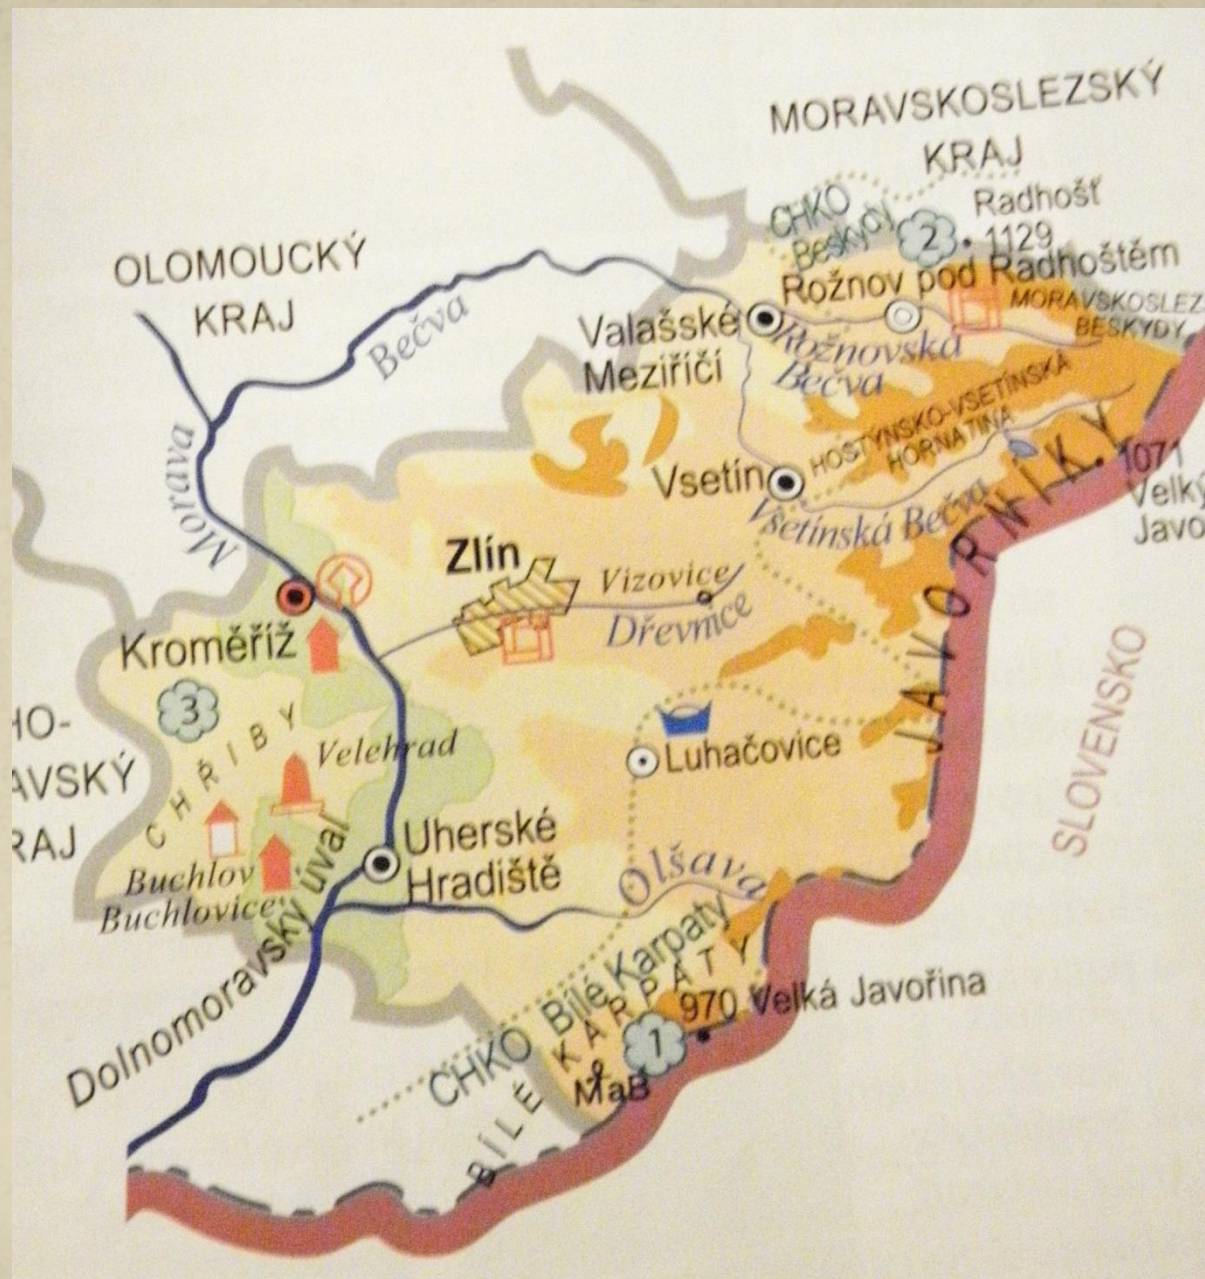 MORAVSKOSLEZSKÝ
KRAJ
CHKO
Beskydy
2
Radhošť
1129
OLOMOUCKÝ
KRAJ
Bečva
Rožnov pod Radhoštěm
MORAVSKOSLEZ
BESKYDY
Valašské
Meziříčí
Rožnovská
Bečva
Morava
HOSTÝNSKO-VSETÍNSKÁ
HORNATINA
Vsetín
Vsetínská Bečva
1071
Velký
Javo
JAVORNÍKY
Zlín
Vizovice
Dřevnice
Kroměříž
3
HO-
AVSKÝ
RAJ
CHŘIBY
Velehrad
Luhačovice
SLOVENSKO
Uherské
Hradiště
Buchlov
Buchlovice
Olšava
Dolnomoravský úval
CHKO Bílé Karpaty
BÍLÉ KARPATY
970 Velká Javořina
1
MaB